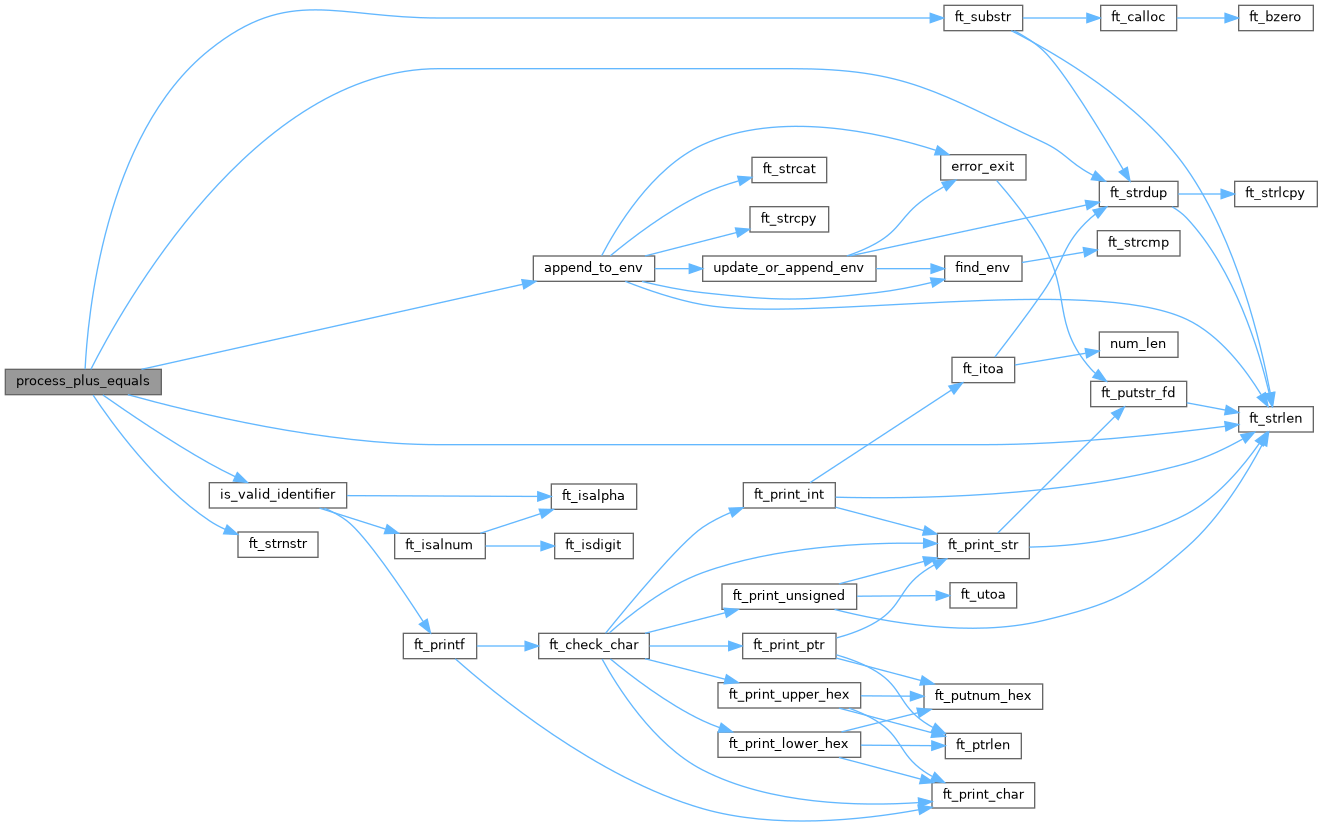 ft_substr
ft_calloc
ft_bzero
error_exit
ft_strcat
ft_strdup
ft_strlcpy
ft_strcpy
ft_strcmp
append_to_env
update_or_append_env
find_env
num_len
ft_itoa
process_plus_equals
ft_putstr_fd
ft_strlen
is_valid_identifier
ft_isalpha
ft_print_int
ft_strnstr
ft_isalnum
ft_isdigit
ft_print_str
ft_print_unsigned
ft_utoa
ft_printf
ft_check_char
ft_print_ptr
ft_print_upper_hex
ft_putnum_hex
ft_print_lower_hex
ft_ptrlen
ft_print_char